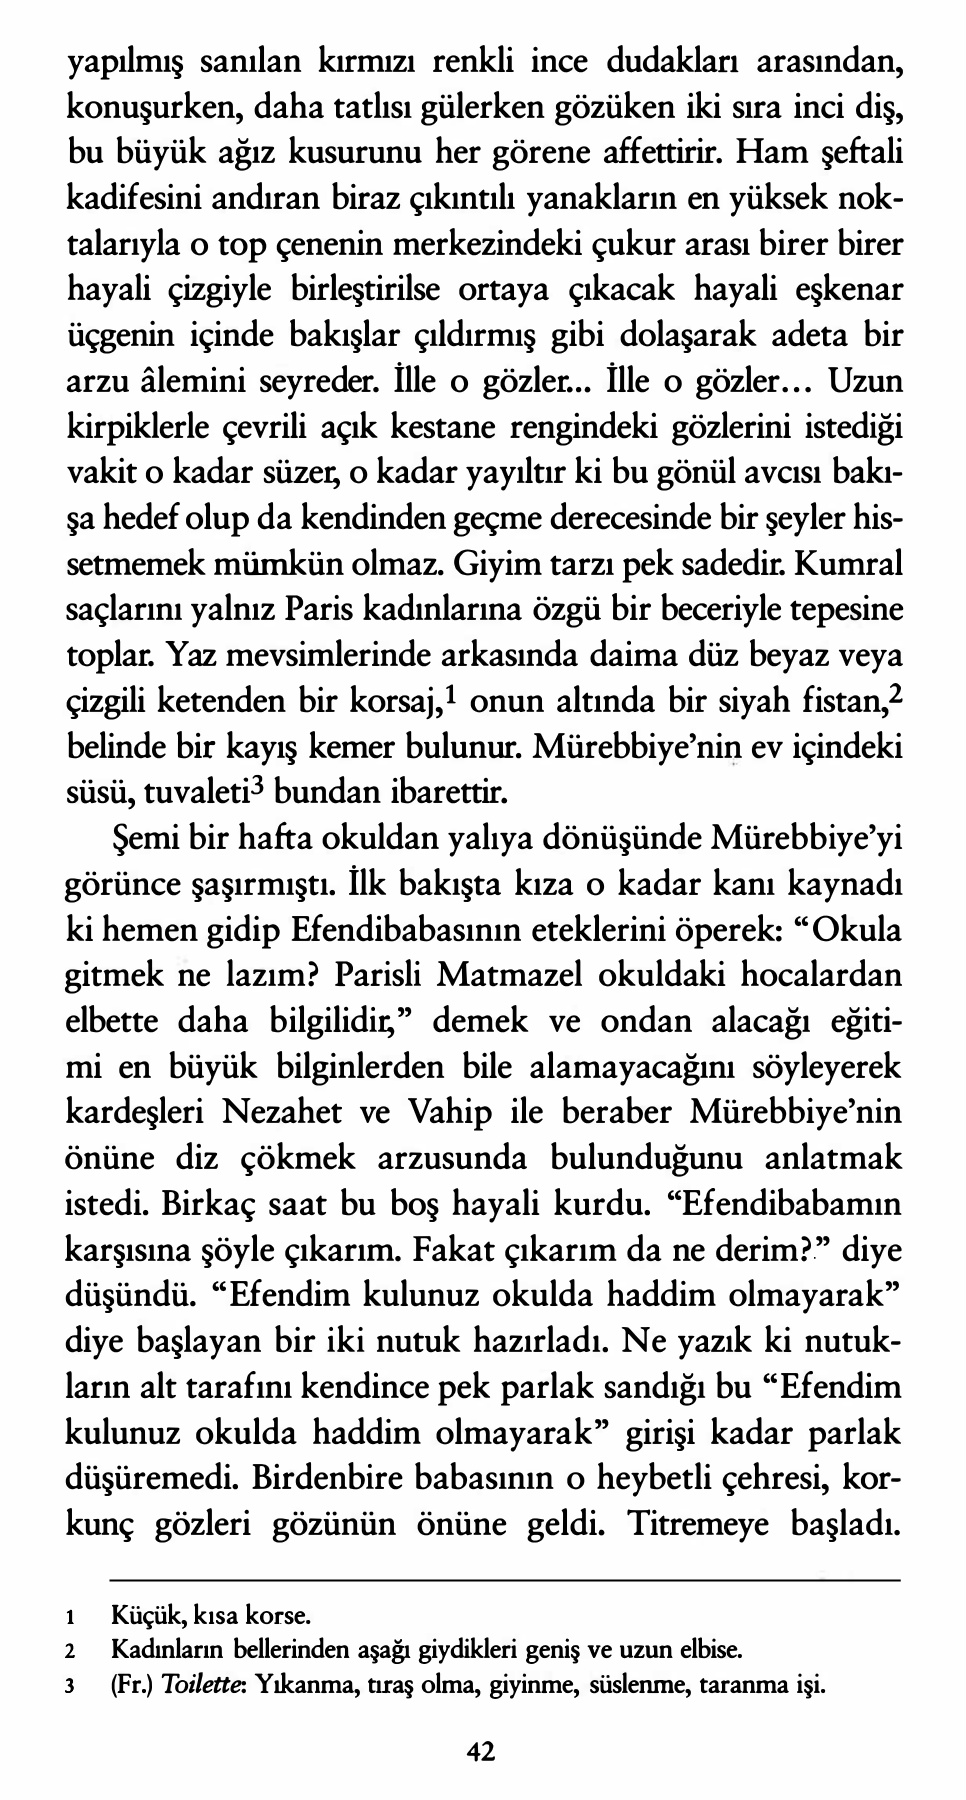 yapılmış sanılan kırmızı renkli ince dudakları arasından,
konuşurken, daha tatlısı gülerken gözüken iki sıra inci diş,
bu büyük ağız kusurunu her görene affettirir. Ham şeftali
kadifesini andıran biraz çıkıntılı yanakların en yüksek nok-
talarıyla o top çenenin merkezindeki çukur arası birer birer
hayali çizgiyle birleştirilse ortaya çıkacak hayali eşkenar
üçgenin içinde bakışlar çıldırmış gibi dolaşarak adeta bir
arzu âlemini seyreder. İlle o gözler... İlle o gözler... Uzun
kirpiklerle çevrili açık kestane rengindeki gözlerini istediği
vakit o kadar süzer, o kadar yayıltır ki bu gönül avcısı bakı-
şa hedef olup da kendinden geçme derecesinde bir şeyler his-
setmemek mümkün olmaz. Giyim tarzı pek sadedir. Kumral
saçlarını yalnız Paris kadınlarına özgü bir beceriyle tepesine
toplar. Yaz mevsimlerinde arkasında daima düz beyaz veya
çizgili ketenden bir korsaj,1 onun altında bir siyah fistan,2
belinde bir kayış kemer bulunur. Mürebbiye’nin ev içindeki
süsü, tuvaleti3 bundan ibarettir.
Şemi bir hafta okuldan yalıya dönüşünde Mürebbiye’yi
görünce şaşırmıştı. İlk bakışta kıza o kadar kanı kaynadı
ki hemen gidip Efendibabasının eteklerini öperek: “Okula
gitmek ne lazım? Parisli Matmazel okuldaki hocalardan
elbette daha bilgilidir,” demek ve ondan alacağı eğiti-
mi en büyük bilginlerden bile alamayacağını söyleyerek
kardeşleri Nezahet ve Vahip ile beraber Mürebbiye’nin
önüne diz çökmek arzusunda bulunduğunu anlatmak
istedi. Birkaç saat bu boş hayali kurdu. “Efendibabamın
karşısına şöyle çıkarım. Fakat çıkarım da ne derim?” diye
düşündü. “Efendim kulunuz okulda haddim olmayarak”
diye başlayan bir iki nutuk hazırladı. Ne yazık ki nutuk-
ların alt tarafını kendince pek parlak sandığı bu “Efendim
kulunuz okulda haddim olmayarak” girişi kadar parlak
düşüremedi. Birdenbire babasının o heybetli çehresi, kor-
kunç gözleri gözünün önüne geldi. Titremeye başladı.
1 Küçük, kısa korse.
2 Kadınların bellerinden aşağı giydikleri geniş ve uzun elbise.
3 (Fr.) Toilette: Yıkanma, tıraş olma, giyinme, süslenme, taranma işi.
42